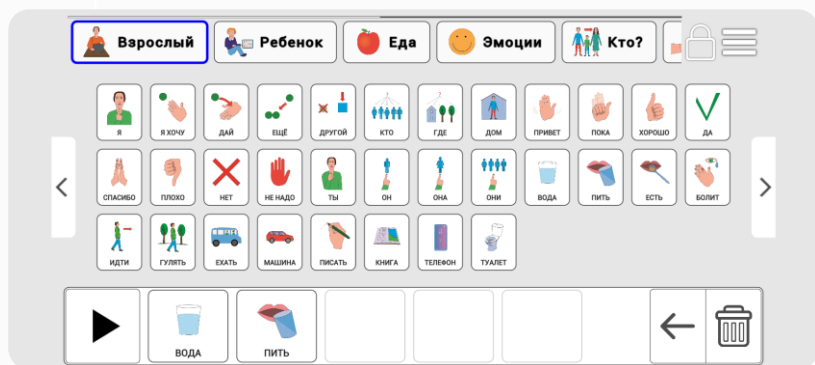 Взрослый Ребенок Еда Эмоции Кто?
Я Я ХОЧУ ДАЙ ЕЩЁ ДРУГОЙ КТО ГДЕ ДОМ ПРИВЕТ ПОКА ХОРОШО ДА
СПАСИБО ПЛОХО НЕТ НЕ НАДО ТЫ ОН ОНА ОНИ ВОДА ПИТЬ ЕСТЬ БОЛИТ
ИДТИ ГУЛЯТЬ ЕХАТЬ МАШИНА ПИСАТЬ КНИГА ТЕЛЕФОН ТУАЛЕТ
ВОДА ПИТЬ